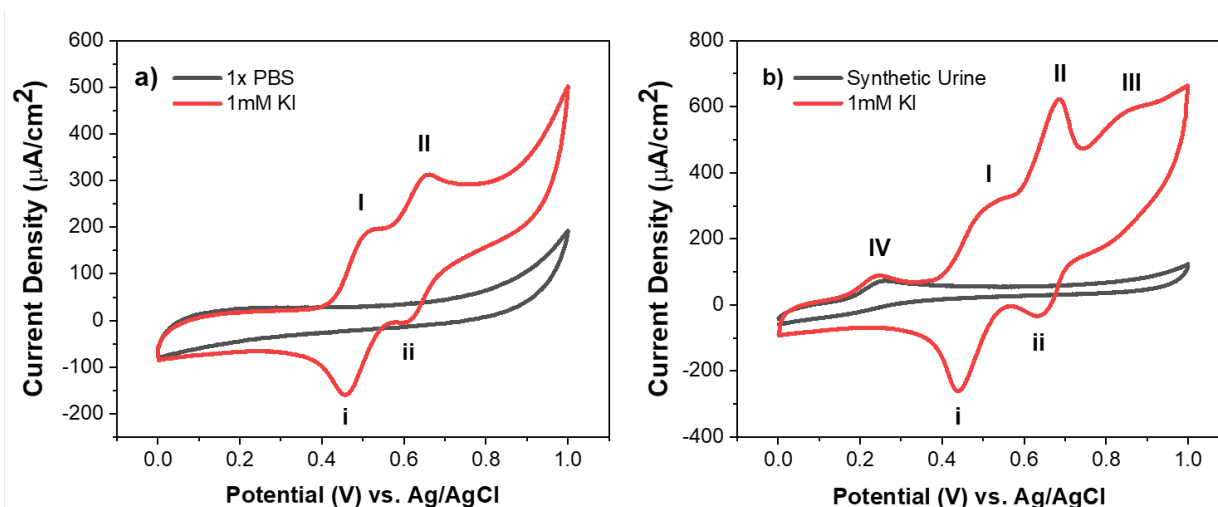 a)
1x PBS
1mM KI
I
II
i
ii
600
500
400
300
200
100
0
-100
-200
0.0 0.2 0.4 0.6 0.8 1.0
Current Density (μA/cm²)
Potential (V) vs. Ag/AgCl
b)
Synthetic Urine
1mM KI
II
III
I
IV
i
ii
800
600
400
200
0
-200
-400
0.0 0.2 0.4 0.6 0.8 1.0
Current Density (μA/cm²)
Potential (V) vs. Ag/AgCl